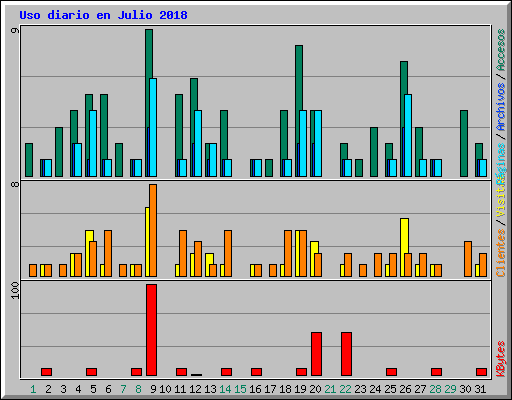 Uso diario en Julio 2018
9
8
100
Accesos
/ Archivos
/ Páginas
Clientes / Visitas
KBytes
1 2 3 4 5 6 7 8 9 10 11 12 13 14 15 16 17 18 19 20 21 22 23 24 25 26 27 28 29 30 31